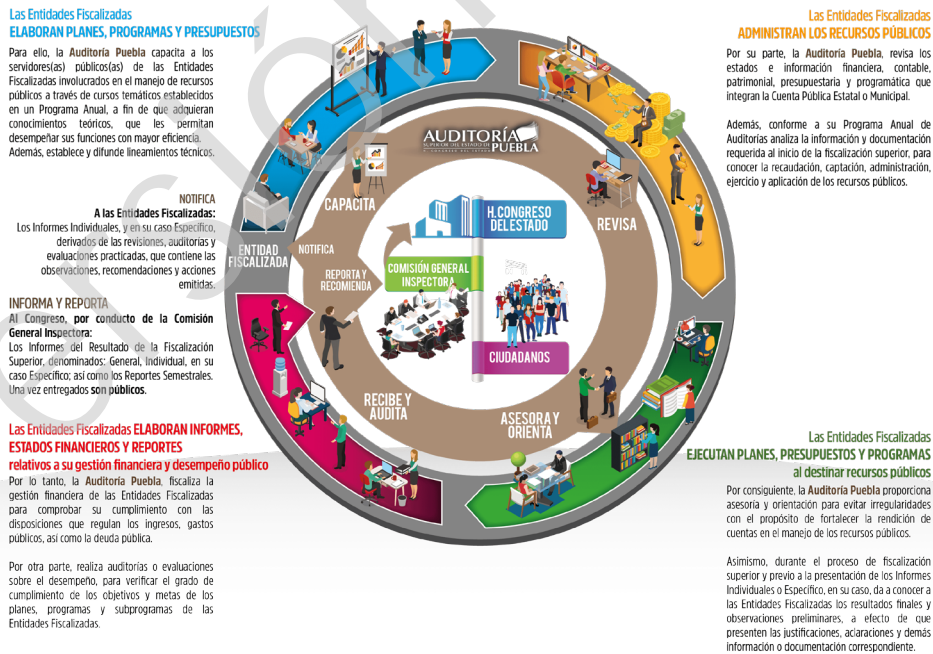 Las Entidades Fiscalizadas
ELABORAN PLANES, PROGRAMAS Y PRESUPUESTOS
Para ello, la Auditoría Puebla capacita a los
servidores(as) públicos(as) de las Entidades
Fiscalizadas involucrados en el manejo de recursos
públicos a través de cursos temáticos establecidos
en un Programa Anual, a fin de que adquieran
conocimientos teóricos, que les permitan
desempeñar sus funciones con mayor eficiencia.
Además, establece y difunde lineamientos técnicos.
NOTIFICA
A las Entidades Fiscalizadas:
Los Informes Individuales, y en su caso Específico,
derivados de las revisiones, auditorías y
evaluaciones practicadas, que contiene las
observaciones, recomendaciones y acciones
emitidas.
INFORMA Y REPORTA
Al Congreso, por conducto de la Comisión
General Inspectora:
Los Informes del Resultado de la Fiscalización
Superior, denominados: General, Individual, en su
caso Específico; así como los Reportes Semestrales.
Una vez entregados son públicos.
Las Entidades Fiscalizadas ELABORAN INFORMES,
ESTADOS FINANCIEROS Y REPORTES
relativos a su gestión financiera y desempeño público
Por lo tanto, la Auditoría Puebla, fiscaliza la
gestión financiera de las Entidades Fiscalizadas
para comprobar su cumplimiento con las
disposiciones que regulan los ingresos, gastos
públicos, así como la deuda pública.
Por otra parte, realiza auditorías o evaluaciones
sobre el desempeño, para verificar el grado de
cumplimiento de los objetivos y metas de los
planes, programas y subprogramas de las
Entidades Fiscalizadas.
AUDITORÍA
SUPERIOR DEL ESTADO DE
PUEBLA
H. CONGRESO DEL ESTADO
CAPACITA
REVISA
ENTIDAD
FISCALIZADA
NOTIFICA
REPORTA Y
RECOMIENDA
H. CONGRESO
DEL ESTADO
COMISIÓN GENERAL
INSPECTORA
CIUDADANOS
RECIBE Y
AUDITA
ASESORA Y
ORIENTA
Las Entidades Fiscalizadas
ADMINISTRAN LOS RECURSOS PÚBLICOS
Por su parte, la Auditoría Puebla, revisa los
estados e información financiera, contable,
patrimonial, presupuestaria y programática que
integran la Cuenta Pública Estatal o Municipal.
Además, conforme a su Programa Anual de
Auditorías analiza la información y documentación
requerida al inicio de la fiscalización superior, para
conocer la recaudación, captación, administración,
ejercicio y aplicación de los recursos públicos.
Las Entidades Fiscalizadas
EJECUTAN PLANES, PRESUPUESTOS Y PROGRAMAS
al destinar recursos públicos
Por consiguiente, la Auditoría Puebla proporciona
asesoría y orientación para evitar irregularidades
con el propósito de fortalecer la rendición de
cuentas en el manejo de los recursos públicos.
Asimismo, durante el proceso de fiscalización
superior y previo a la presentación de los Informes
Individuales o Específico, en su caso, da a conocer a
las Entidades Fiscalizadas los resultados finales y
observaciones preliminares, a efecto de que
presenten las justificaciones, aclaraciones y demás
información o documentación correspondiente.